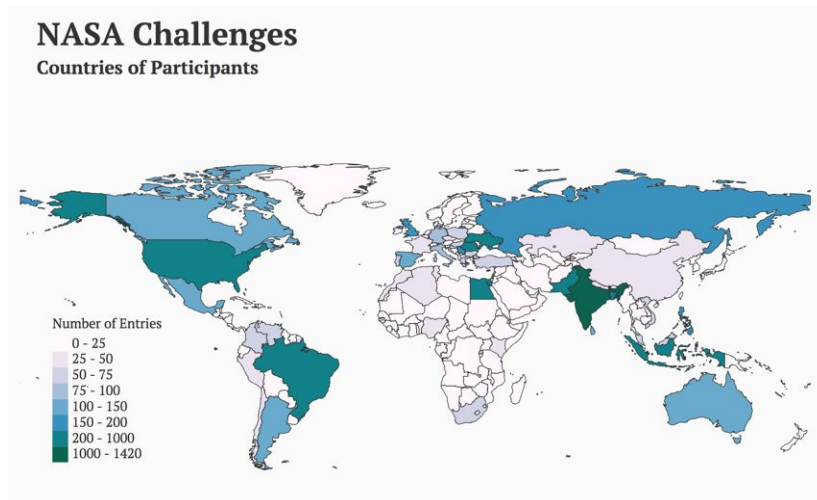 NASA Challenges
Countries of Participants
Number of Entries
0 - 25
25 - 50
50 - 75
75 - 100
100 - 150
150 - 200
200 - 1000
1000 - 1420